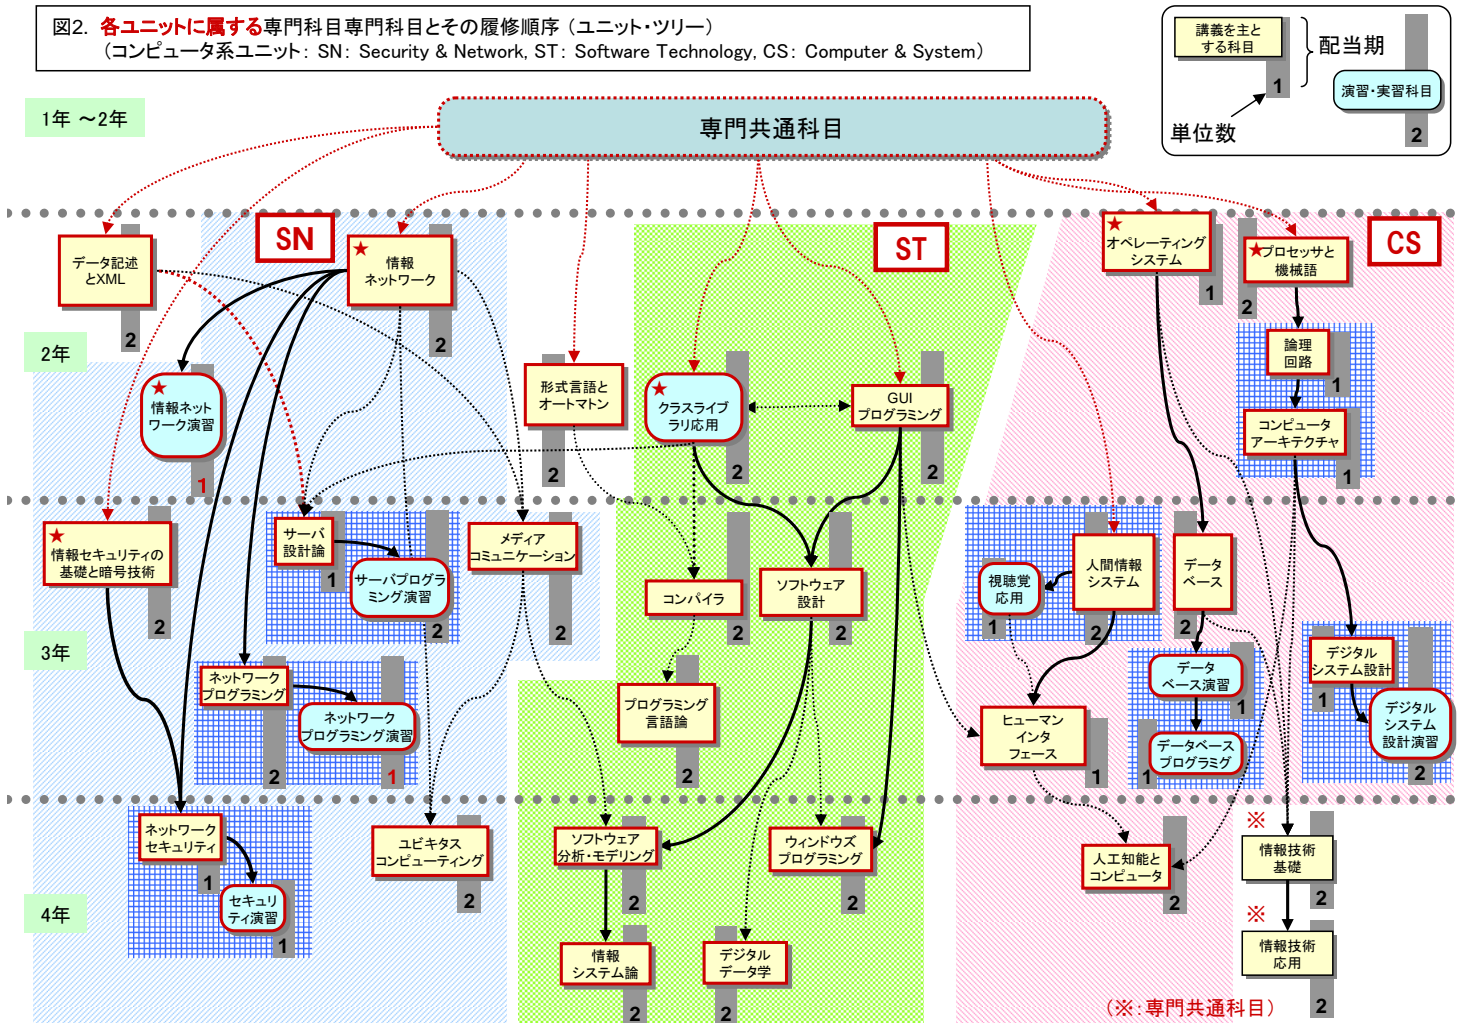 図2. 各ユニットに属する専門科目専門科目とその履修順序（ユニット・ツリー）
（コンピュータ系ユニット： SN： Security & Network, ST： Software Technology, CS： Computer & System）
講義を主と
する科目
1
配当期
単位数
演習・実習科目
2
1年 ～2年
専門共通科目
SN
ST
CS
データ記述
とXML
2
★
情報
ネットワーク
2
★
オペレーティング
システム
1
★プロセッサと
機械語
2
2年
論理
回路
1
★
情報ネット
ワーク演習
1
形式言語と
オートマトン
2
★
クラスライブ
ラリ応用
2
GUI
プログラミング
2
コンピュータ
アーキテクチャ
1
★
情報セキュリティの
基礎と暗号技術
2
サーバ
設計論
1
サーバプログラ
ミング演習
2
メディア
コミュニケーション
2
コンパイラ
2
ソフトウェア
設計
2
視聴覚
応用
1
人間情報
システム
2
データ
ベース
2
3年
ネットワーク
プログラミング
2
ネットワーク
プログラミング演習
1
プログラミング
言語論
2
ヒューマン
インタ
フェース
1
データ
ベース演習
1
データベース
プログラミグ
1
デジタル
システム設計
1
デジタル
システム
設計演習
2
4年
ネットワーク
セキュリティ
1
セキュリ
ティ演習
1
ユビキタス
コンピューティング
2
ソフトウェア
分析・モデリング
2
ウィンドウズ
プログラミング
2
人工知能と
コンピュータ
2
※
情報技術
基礎
2
情報
システム論
2
デジタル
データ学
2
※
情報技術
応用
2
（※：専門共通科目）